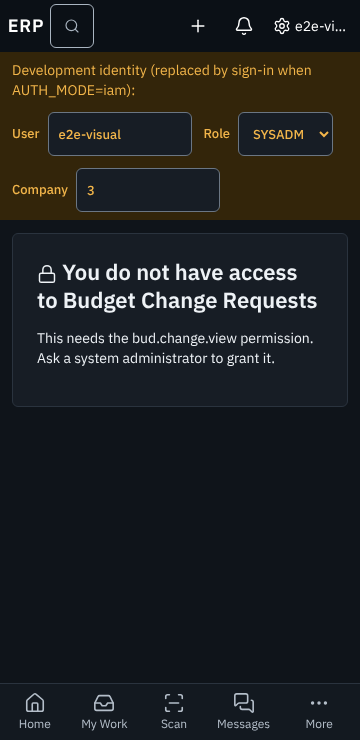 ERP
e2e-vi...
Development identity (replaced by sign-in when
AUTH_MODE=iam):
User e2e-visual Role SYSADM
Company 3
You do not have access
to Budget Change Requests
This needs the bud.change.view permission.
Ask a system administrator to grant it.
Home My Work Scan Messages More